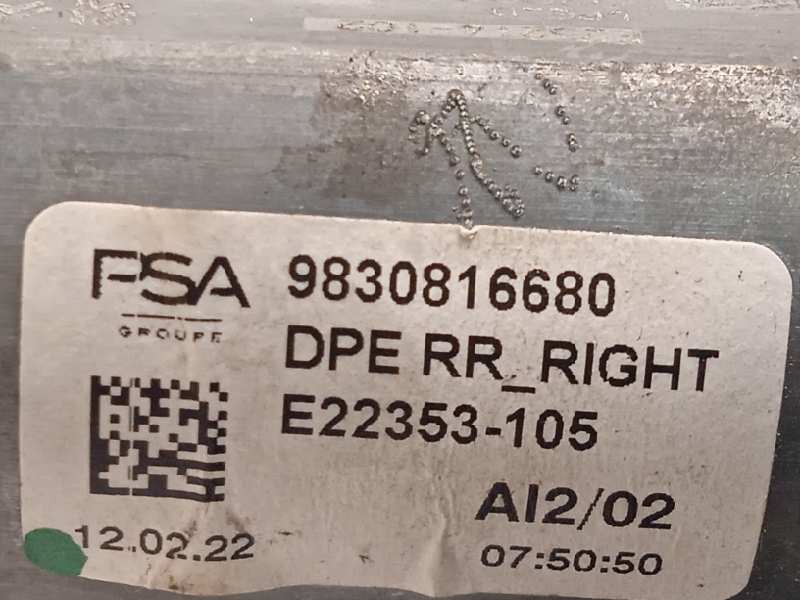 PSA
GROUPE
9830816680
DPE RR_RIGHT
E22353-105
AI2/02
12.02.22
07:50:50